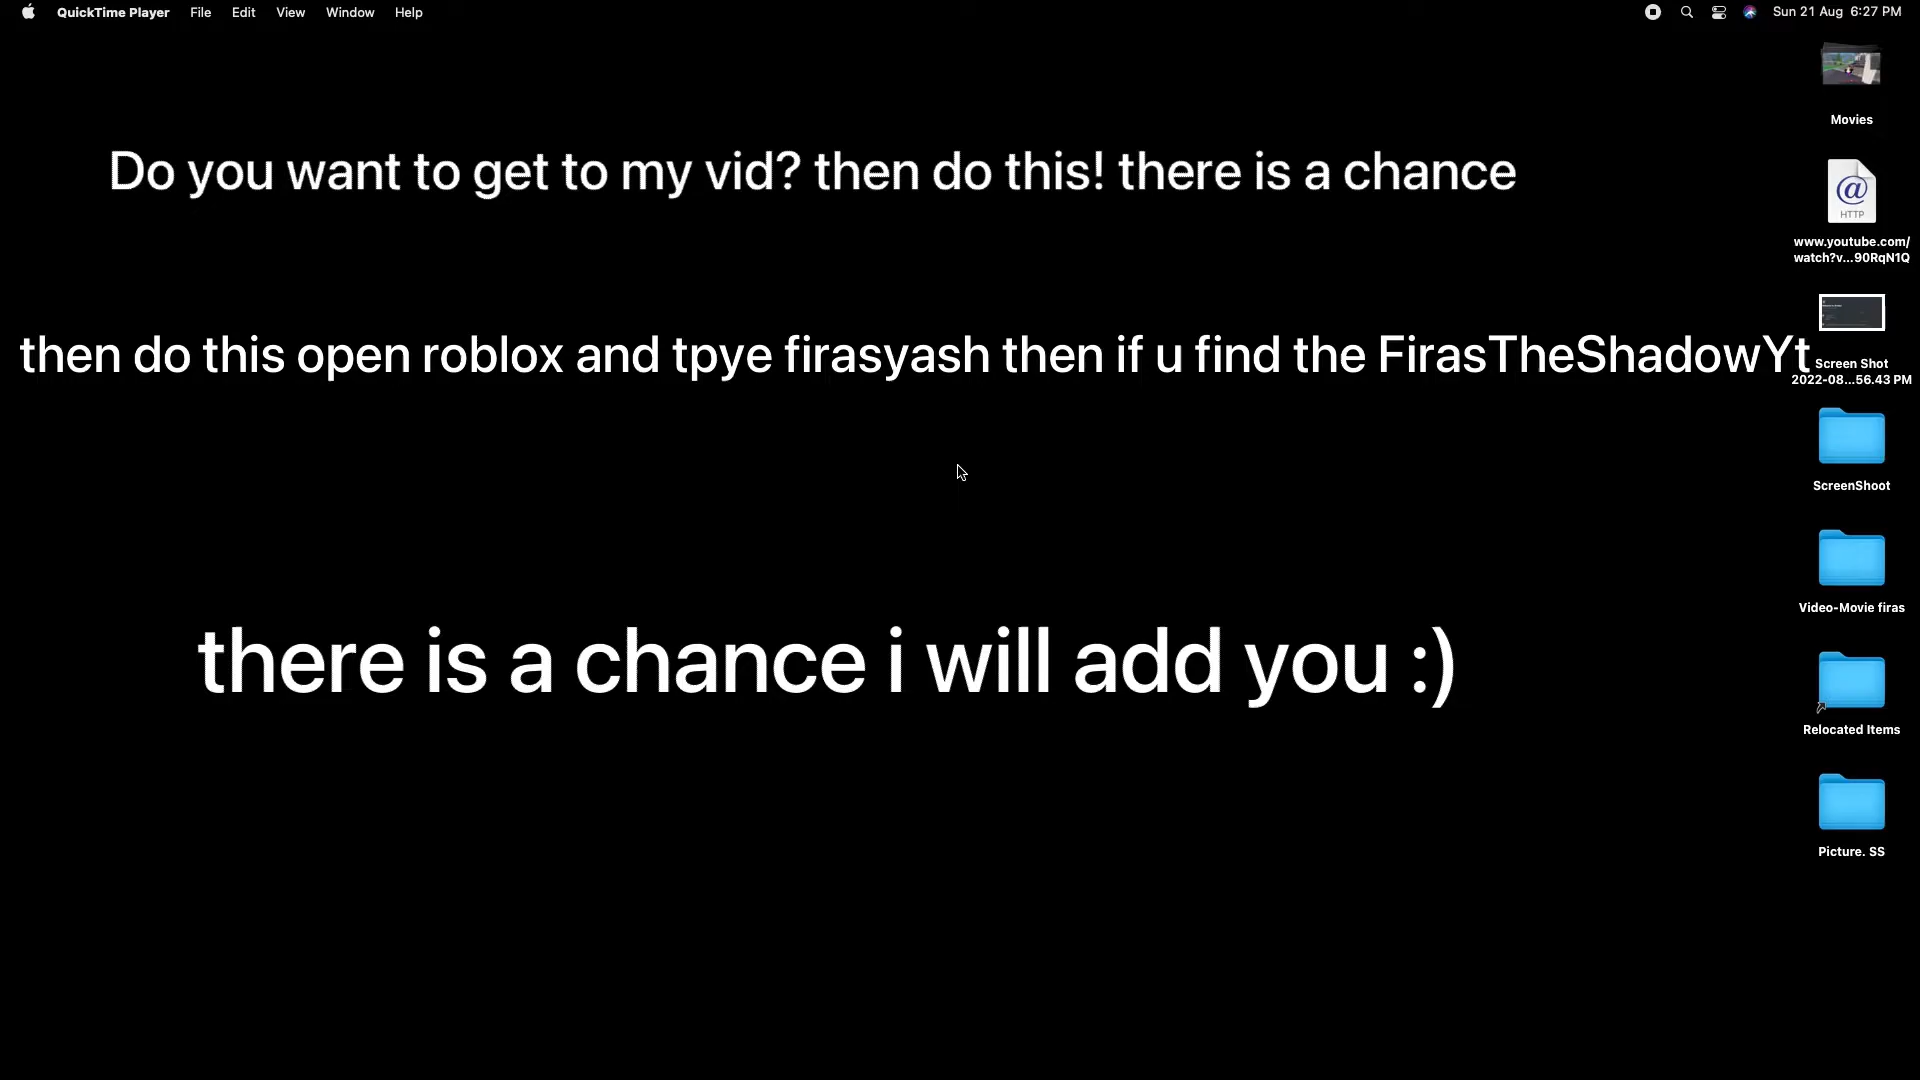 QuickTime Player File Edit View Window Help Sun 21 Aug 6:27 PM
Movies
Do you want to get to my vid? then do this! there is a chance
HTTP
www.youtube.com/
watch?v...90RqN1Q
then do this open roblox and tpye firasyash then if u find the FirasTheShadowYt
Screen Shot
2022-08...56.43 PM
ScreenShoot
Video-Movie firas
there is a chance i will add you :)
Relocated Items
Picture. SS